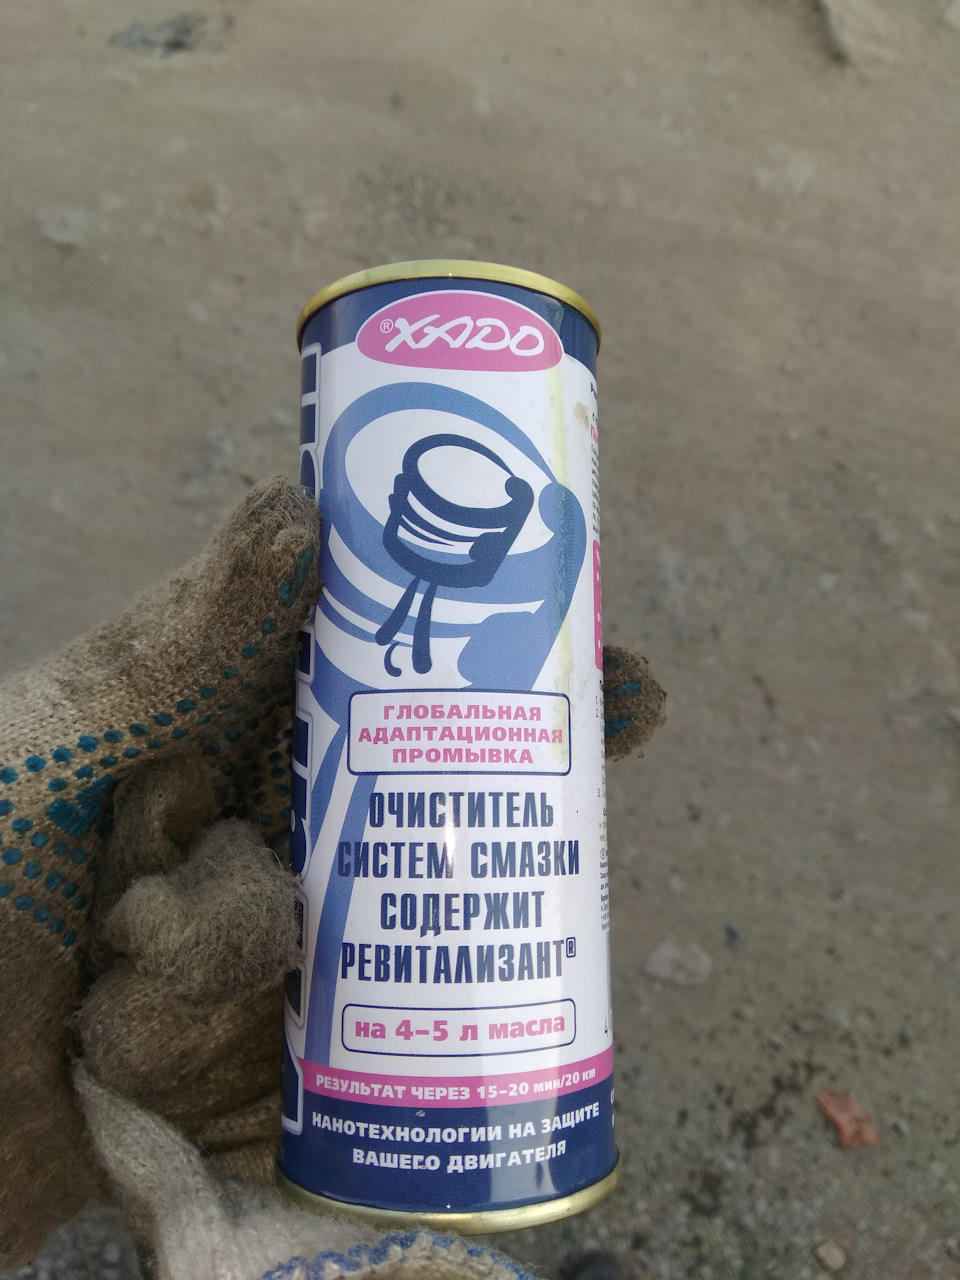 ®XADO
ГЛОБАЛЬНАЯ
АДАПТАЦИОННАЯ
ПРОМЫВКА
ОЧИСТИТЕЛЬ
СИСТЕМ СМАЗКИ
СОДЕРЖИТ
РЕВИТАЛИЗАНТ®
на 4–5 л масла
РЕЗУЛЬТАТ ЧЕРЕЗ 15–20 мин/20 км
НАНОТЕХНОЛОГИИ НА ЗАЩИТЕ
ВАШЕГО ДВИГАТЕЛЯ